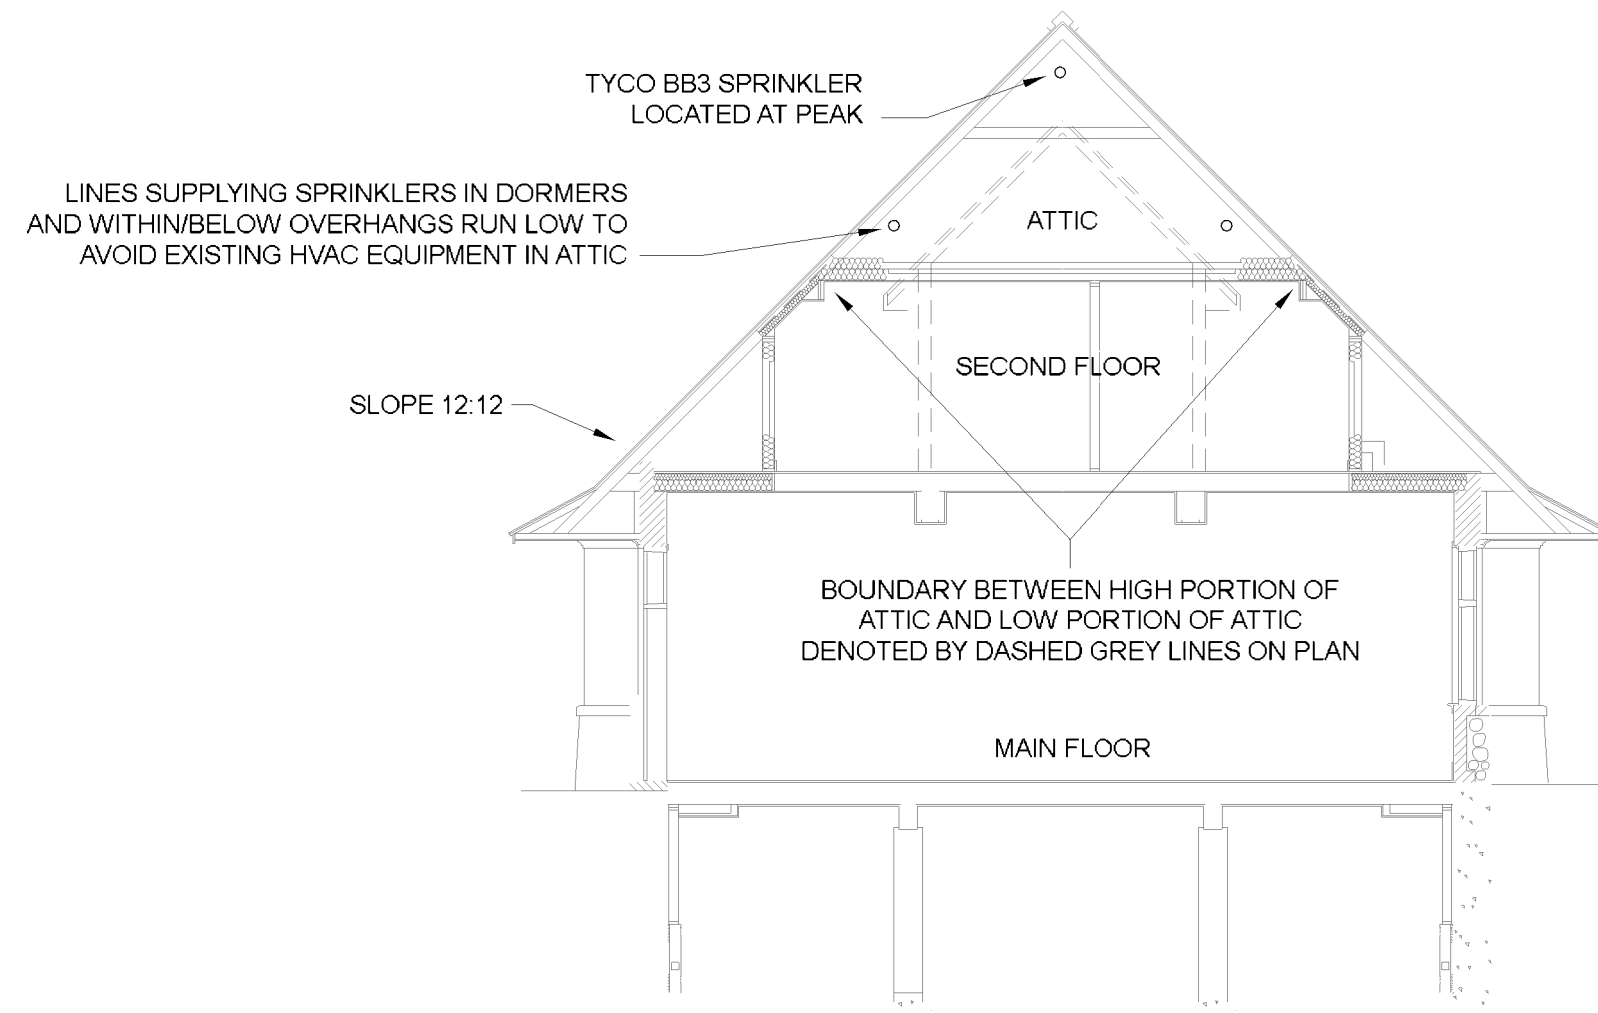 TYCO BB3 SPRINKLER
LOCATED AT PEAK
LINES SUPPLYING SPRINKLERS IN DORMERS
AND WITHIN/BELOW OVERHANGS RUN LOW TO
AVOID EXISTING HVAC EQUIPMENT IN ATTIC
ATTIC
SECOND FLOOR
SLOPE 12:12
BOUNDARY BETWEEN HIGH PORTION OF
ATTIC AND LOW PORTION OF ATTIC
DENOTED BY DASHED GREY LINES ON PLAN
MAIN FLOOR